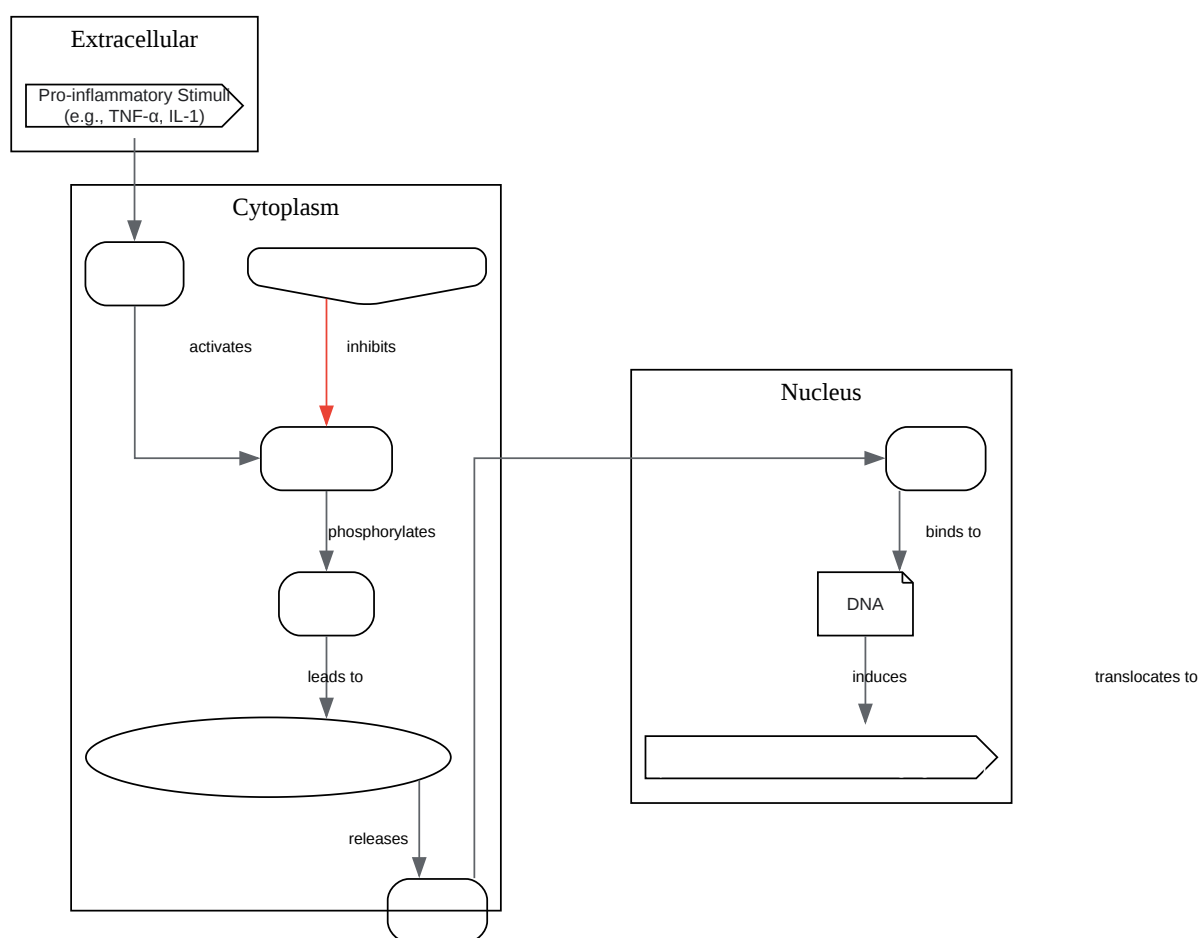 Extracellular
Pro-inflammatory Stimuli
(e.g., TNF-α, IL-1)
Cytoplasm
activates
inhibits
Nucleus
phosphorylates
binds to
DNA
leads to
induces
translocates to
releases